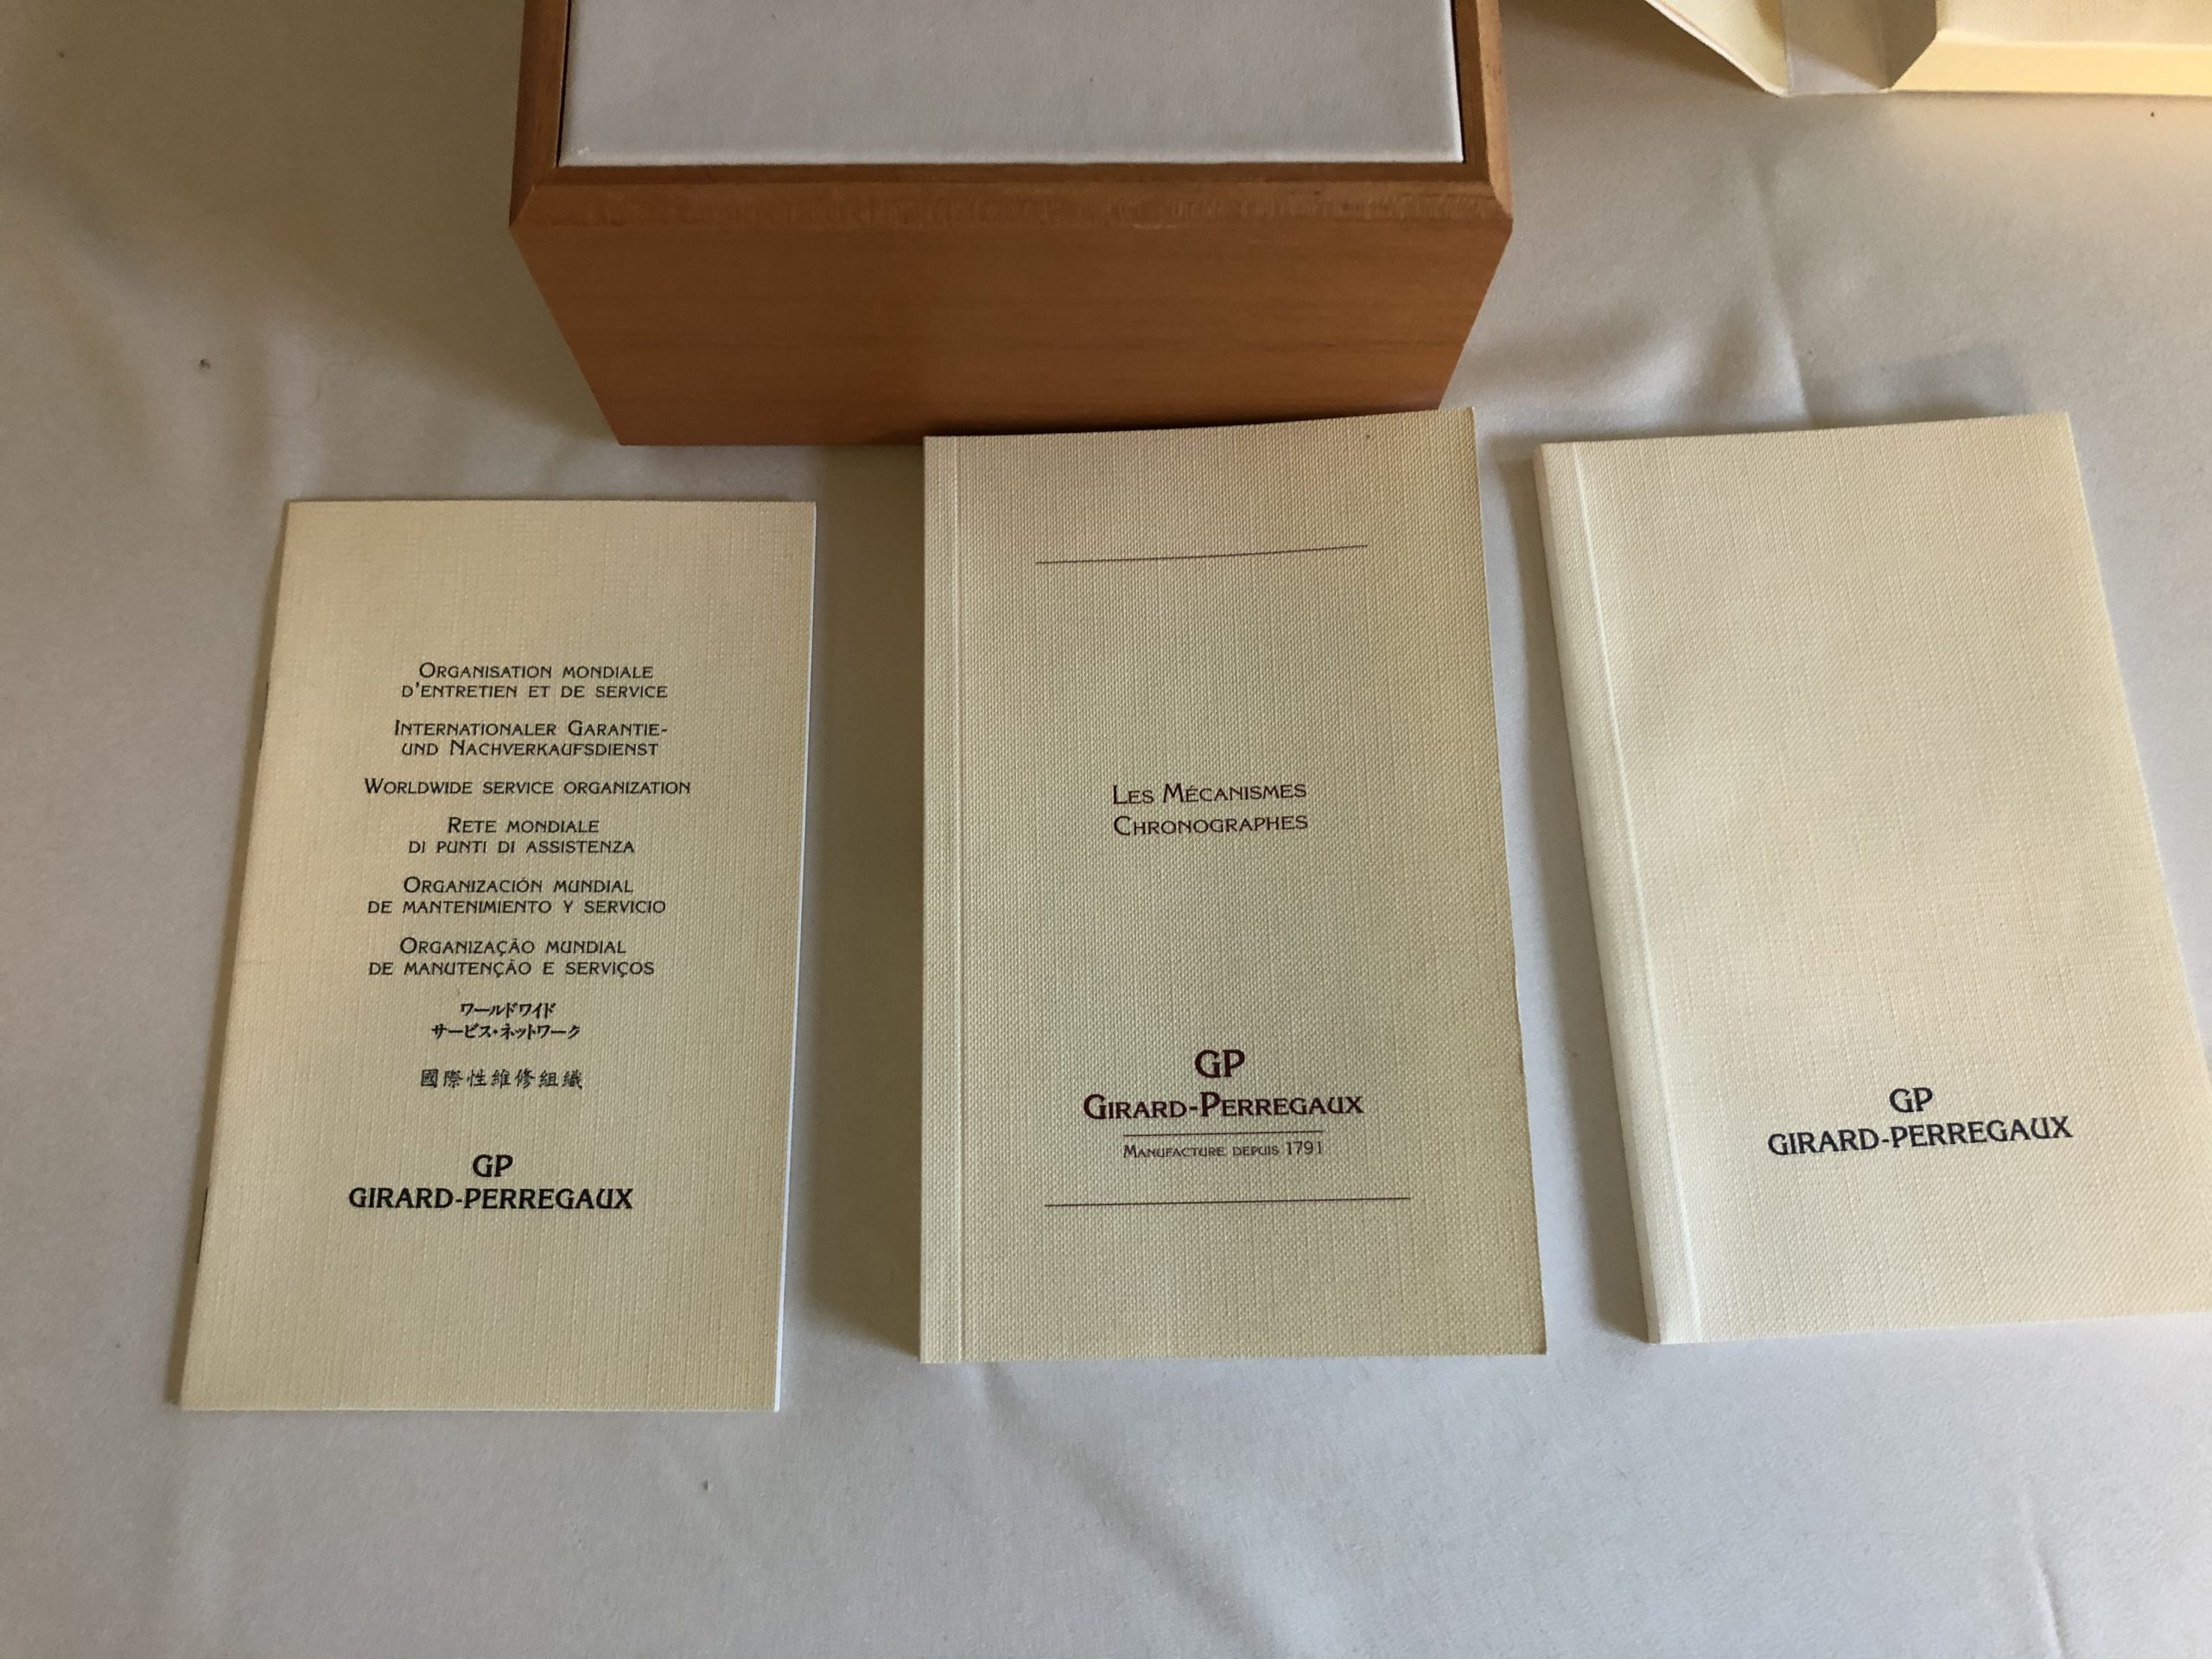 ORGANISATION MONDIALE
D'ENTRETIEN ET DE SERVICE
INTERNATIONALER GARANTIE-
UND NACHVERKAUFSDIENST
WORLDWIDE SERVICE ORGANIZATION
RETE MONDIALE
DI PUNTI DI ASSISTENZA
ORGANIZACIÓN MUNDIAL
DE MANTENIMIENTO Y SERVICIO
ORGANIZAÇÃO MUNDIAL
DE MANUTENÇÃO E SERVIÇOS
ワールドワイド
サービス・ネットワーク
國際性維修組織
GP
GIRARD-PERREGAUX
LES MÉCANISMES
CHRONOGRAPHES
GP
GIRARD-PERREGAUX
MANUFACTURE DEPUIS 1791
GP
GIRARD-PERREGAUX